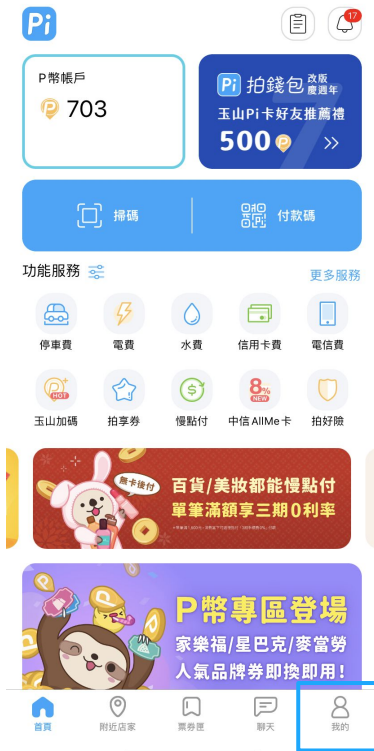 Pi
17
P幣帳戶
P 703
Pi 拍錢包 改版慶週年
玉山Pi卡好友推薦禮
500 P
掃碼
付款碼
功能服務
更多服務
停車費
電費
水費
信用卡費
電信費
HOT
8%
NEW
玉山加碼
拍享券
慢點付
中信AllMe卡
拍好險
無卡後付
百貨/美妝都能慢點付
單筆滿額享三期0利率
P幣專區登場
家樂福/星巴克/麥當勞
人氣品牌券即換即用!
首頁
附近店家
票券匣
聊天
我的